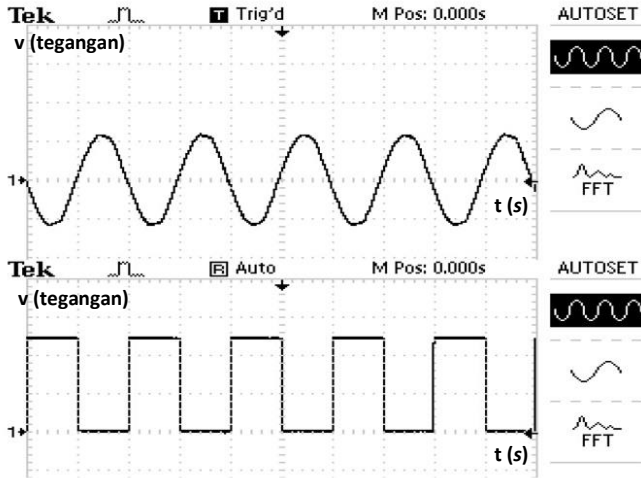 Tek T Trig'd M Pos: 0.000s AUTOSET
v (tegangan)
1
t (s)
FFT
Tek R Auto M Pos: 0.000s AUTOSET
v (tegangan)
1
t (s)
FFT